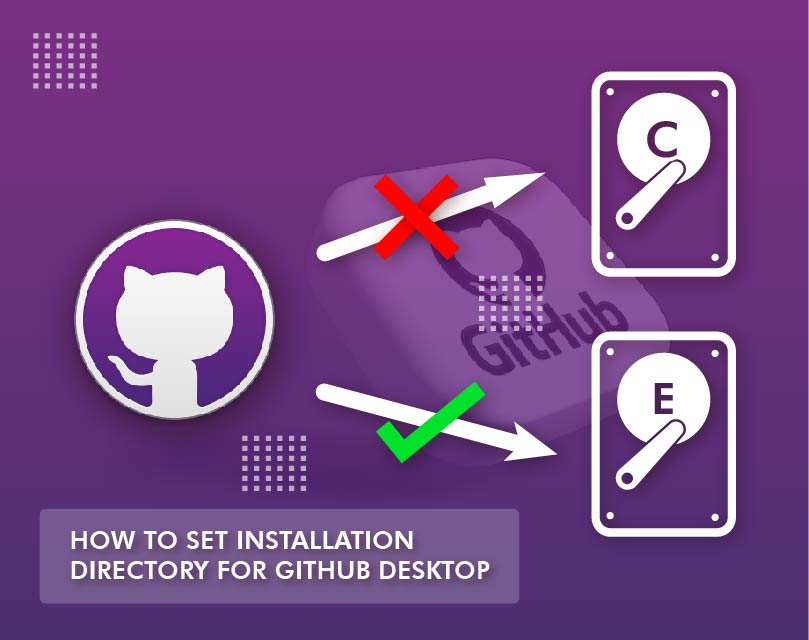 C
GitHub
E
HOW TO SET INSTALLATION
DIRECTORY FOR GITHUB DESKTOP